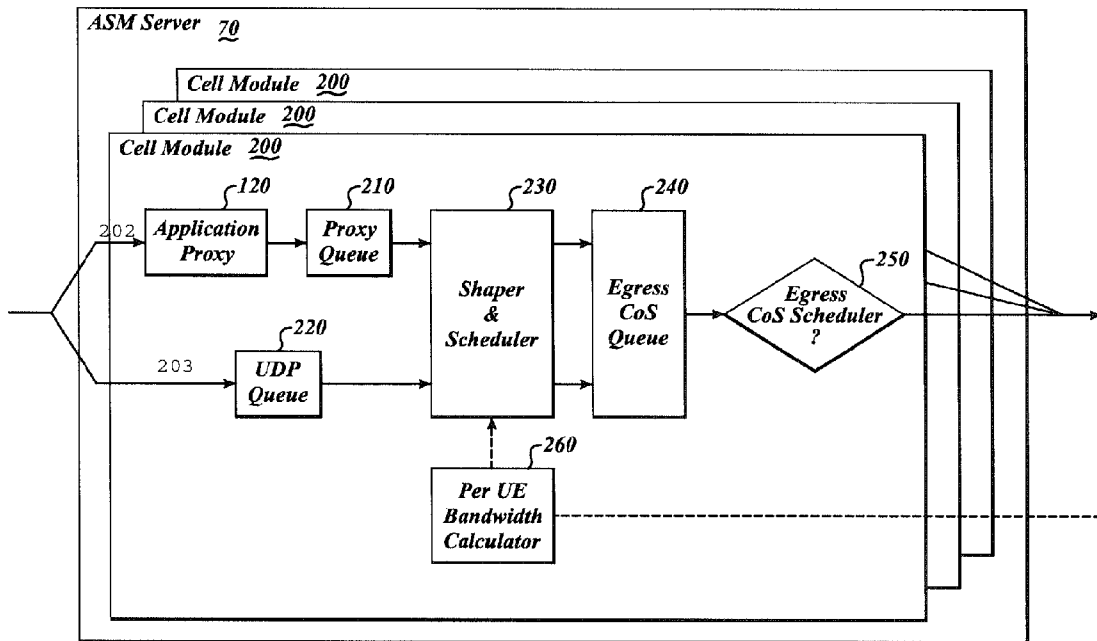 ASM Server 70
Cell Module 200
Cell Module 200
Cell Module 200
120
210
230
240
202
Application
Proxy
Proxy
Queue
Shaper
&
Scheduler
Egress
CoS
Queue
250
Egress
CoS Scheduler
?
203
220
UDP
Queue
260
Per UE
Bandwidth
Calculator